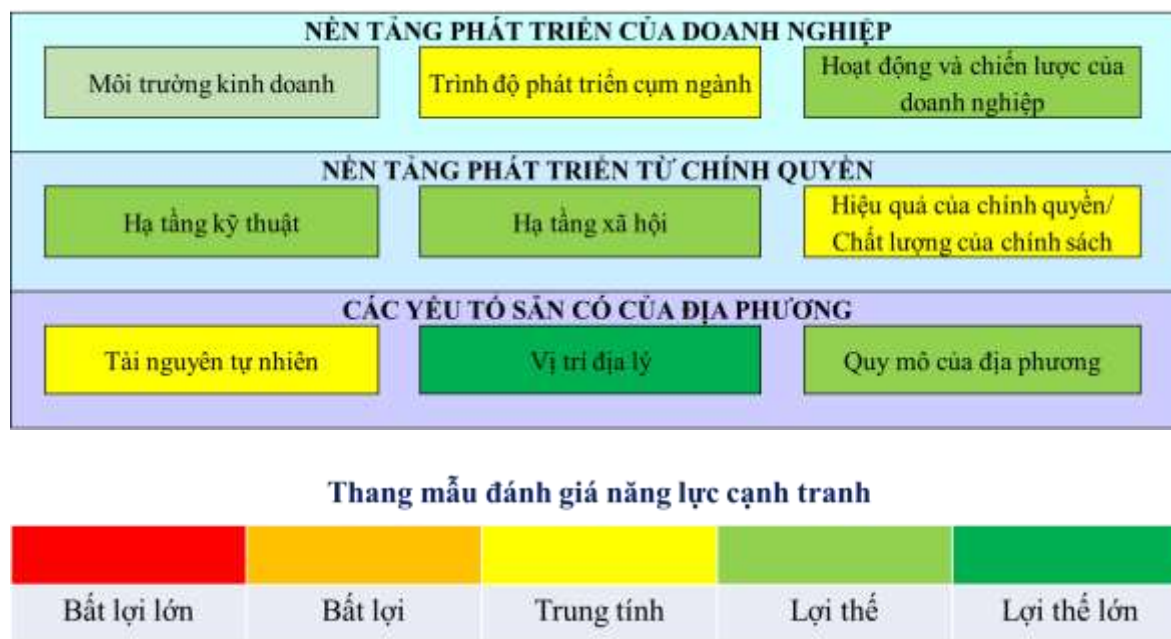 NỀN TẢNG PHÁT TRIỂN CỦA DOANH NGHIỆP
Môi trường kinh doanh
Trình độ phát triển cụm ngành
Hoạt động và chiến lược của
doanh nghiệp
NỀN TẢNG PHÁT TRIỂN TỪ CHÍNH QUYỀN
Hạ tầng kỹ thuật
Hạ tầng xã hội
Hiệu quả của chính quyền/
Chất lượng của chính sách
CÁC YẾU TỐ SẴN CÓ CỦA ĐỊA PHƯƠNG
Tài nguyên tự nhiên
Vị trí địa lý
Quy mô của địa phương
Thang mẫu đánh giá năng lực cạnh tranh
Bất lợi lớn
Bất lợi
Trung tính
Lợi thế
Lợi thế lớn